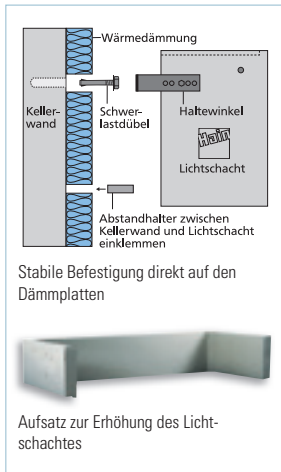 Wärmedämmung
Keller-
wand
Schwer-
lastdübel
Haltewinkel
Hain
Lichtschacht
Abstandhalter zwischen
Kellerwand und Lichtschacht
einklemmen
Stabile Befestigung direkt auf den
Dämmplatten
Aufsatz zur Erhöhung des Licht-
schachtes